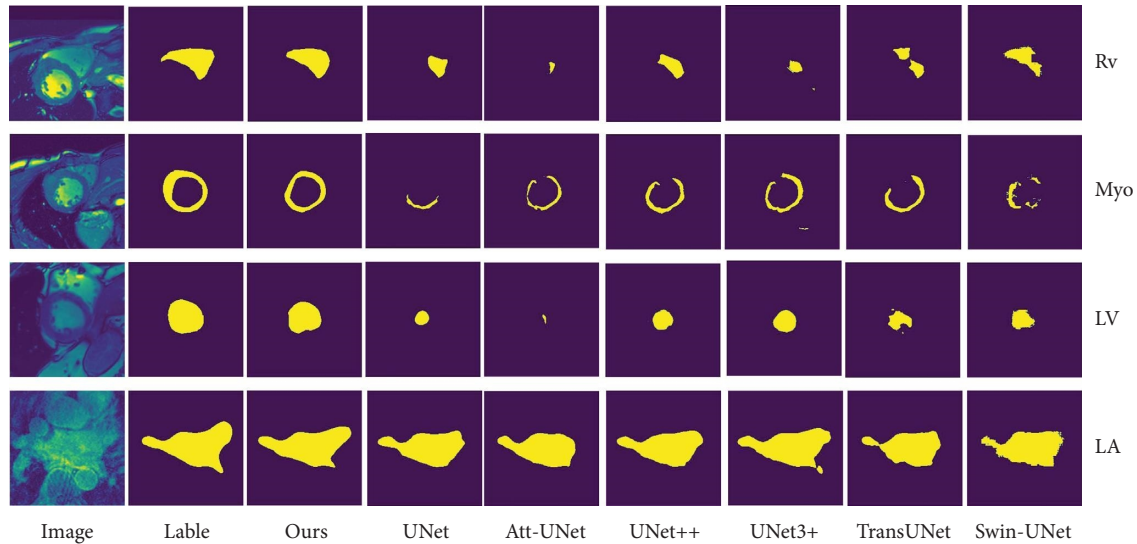 Rv
Myo
LV
LA
Image Lable Ours UNet Att-UNet UNet++ UNet3+ TransUNet Swin-UNet